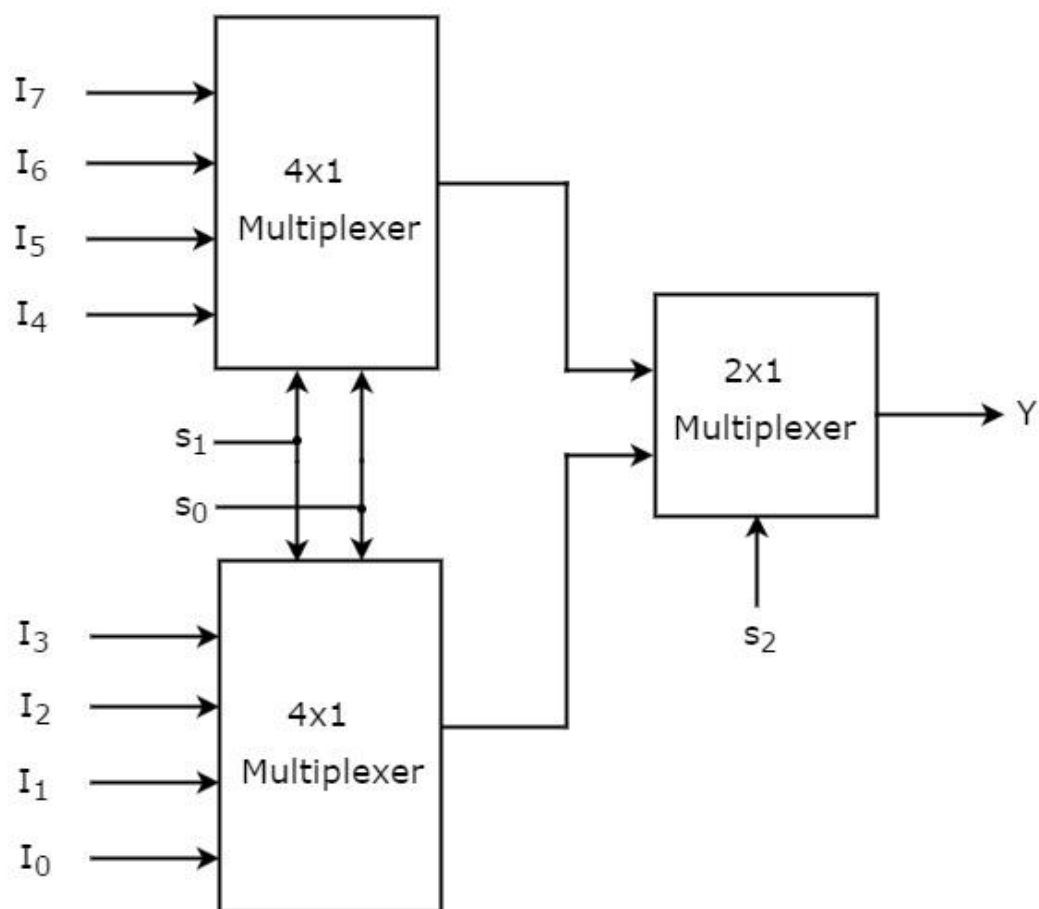 I₇
I₆
I₅
I₄
4x1
Multiplexer
s₁
s₀
I₃
I₂
I₁
I₀
4x1
Multiplexer
2x1
Multiplexer
s₂
Y